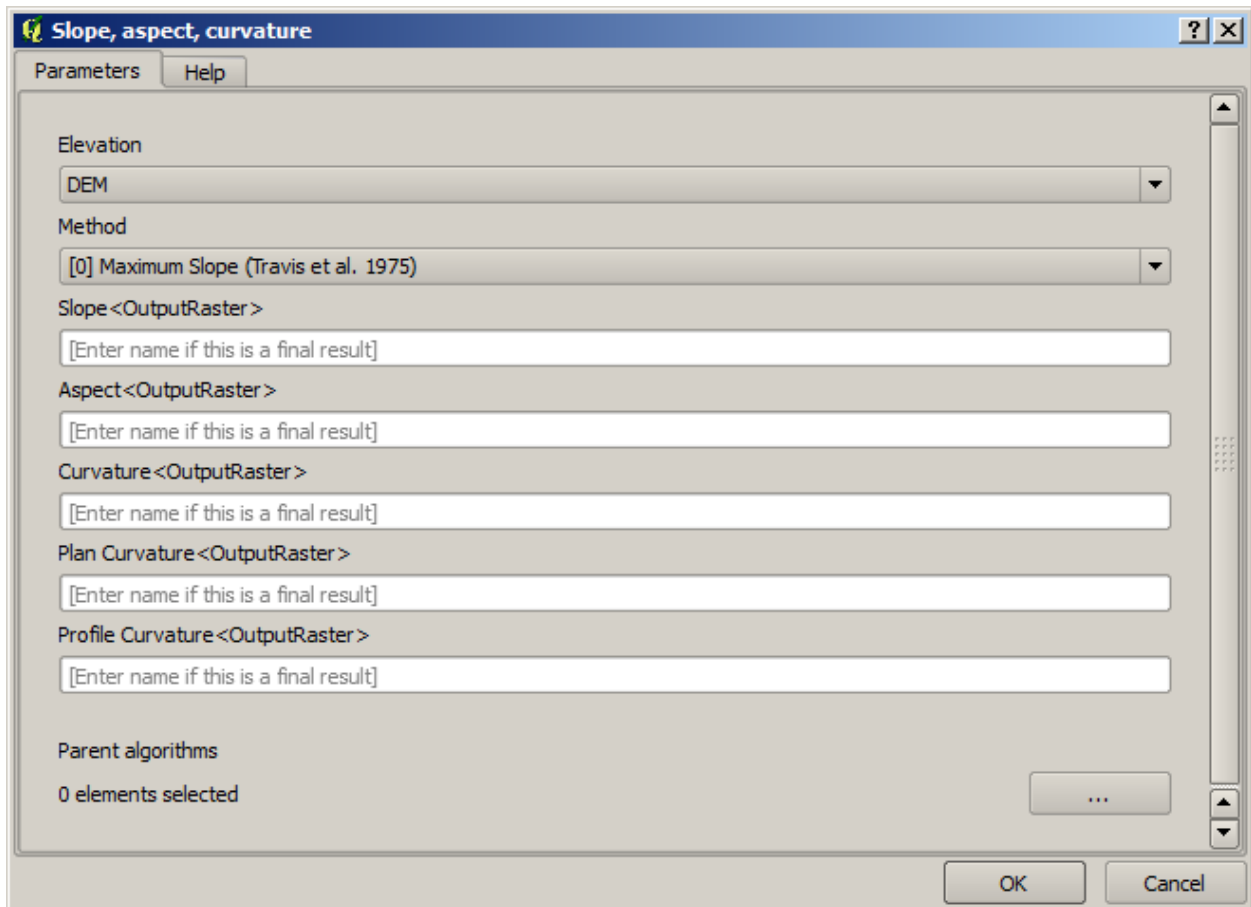 Slope, aspect, curvature
Parameters Help
Elevation
DEM
Method
[0] Maximum Slope (Travis et al. 1975)
Slope<OutputRaster>
[Enter name if this is a final result]
Aspect<OutputRaster>
[Enter name if this is a final result]
Curvature<OutputRaster>
[Enter name if this is a final result]
Plan Curvature<OutputRaster>
[Enter name if this is a final result]
Profile Curvature<OutputRaster>
[Enter name if this is a final result]
Parent algorithms
0 elements selected ...
OK Cancel